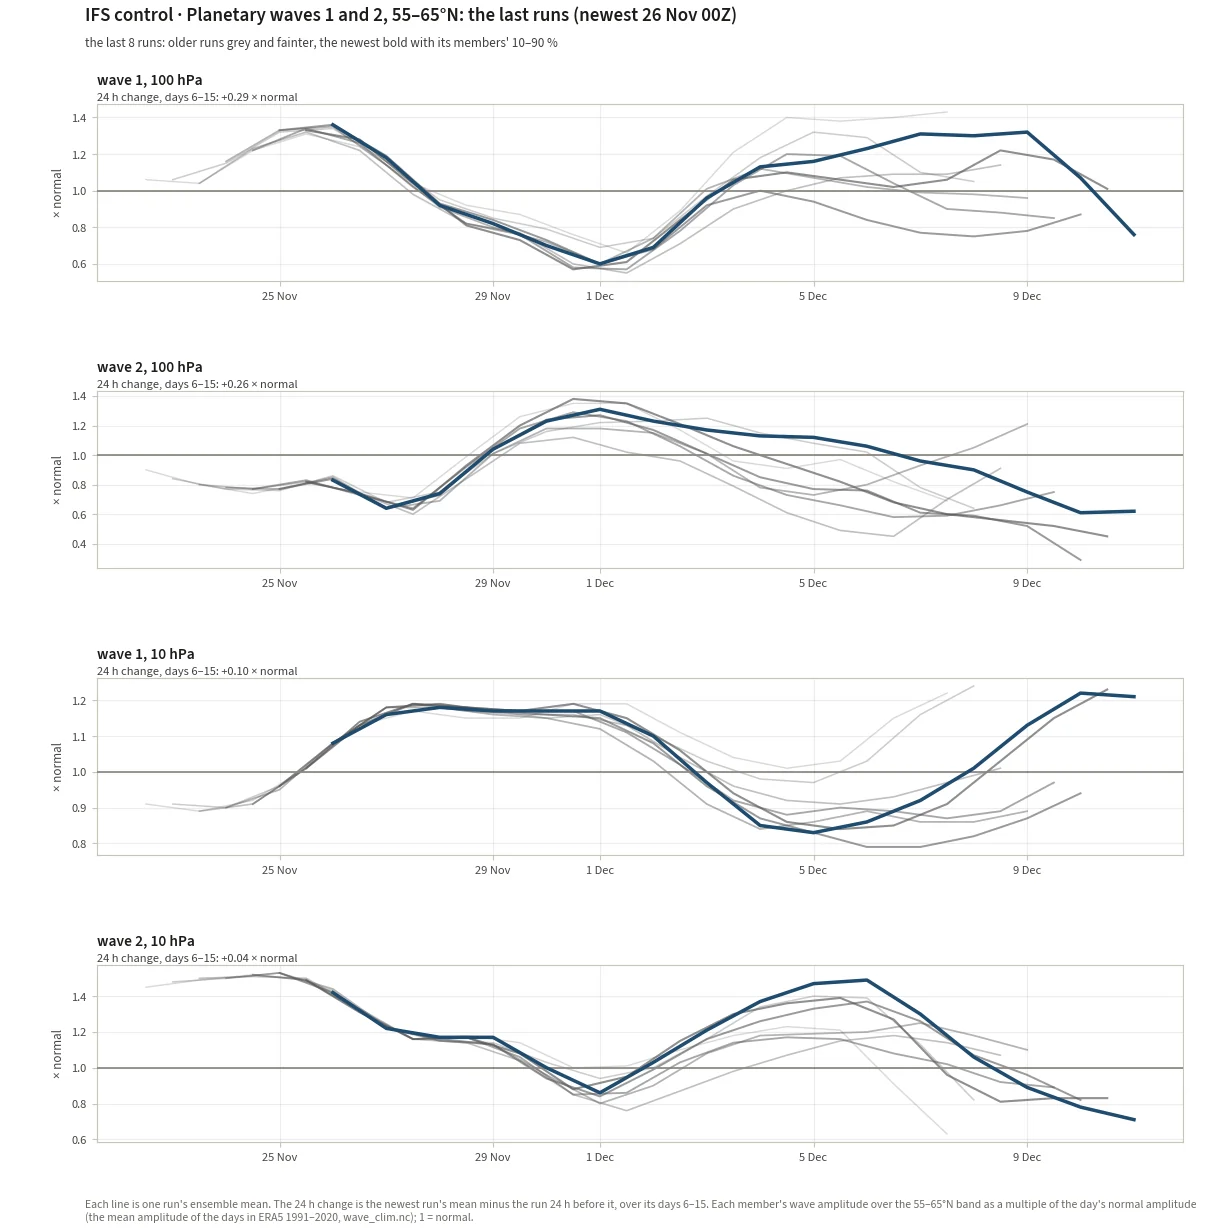 IFS control · Planetary waves 1 and 2, 55–65°N: the last runs (newest 26 Nov 00Z)
the last 8 runs: older runs grey and fainter, the newest bold with its members' 10–90 %
wave 1, 100 hPa
24 h change, days 6–15: +0.29 × normal
1.4
1.2
1.0
0.8
0.6
× normal
25 Nov
29 Nov
1 Dec
5 Dec
9 Dec
wave 2, 100 hPa
24 h change, days 6–15: +0.26 × normal
1.4
1.2
1.0
0.8
0.6
0.4
× normal
25 Nov
29 Nov
1 Dec
5 Dec
9 Dec
wave 1, 10 hPa
24 h change, days 6–15: +0.10 × normal
1.2
1.1
1.0
0.9
0.8
× normal
25 Nov
29 Nov
1 Dec
5 Dec
9 Dec
wave 2, 10 hPa
24 h change, days 6–15: +0.04 × normal
1.4
1.2
1.0
0.8
0.6
× normal
25 Nov
29 Nov
1 Dec
5 Dec
9 Dec
Each line is one run's ensemble mean. The 24 h change is the newest run's mean minus the run 24 h before it, over its days 6–15. Each member's wave amplitude over the 55–65°N band as a multiple of the day's normal amplitude
(the mean amplitude of the days in ERA5 1991–2020, wave_clim.nc); 1 = normal.